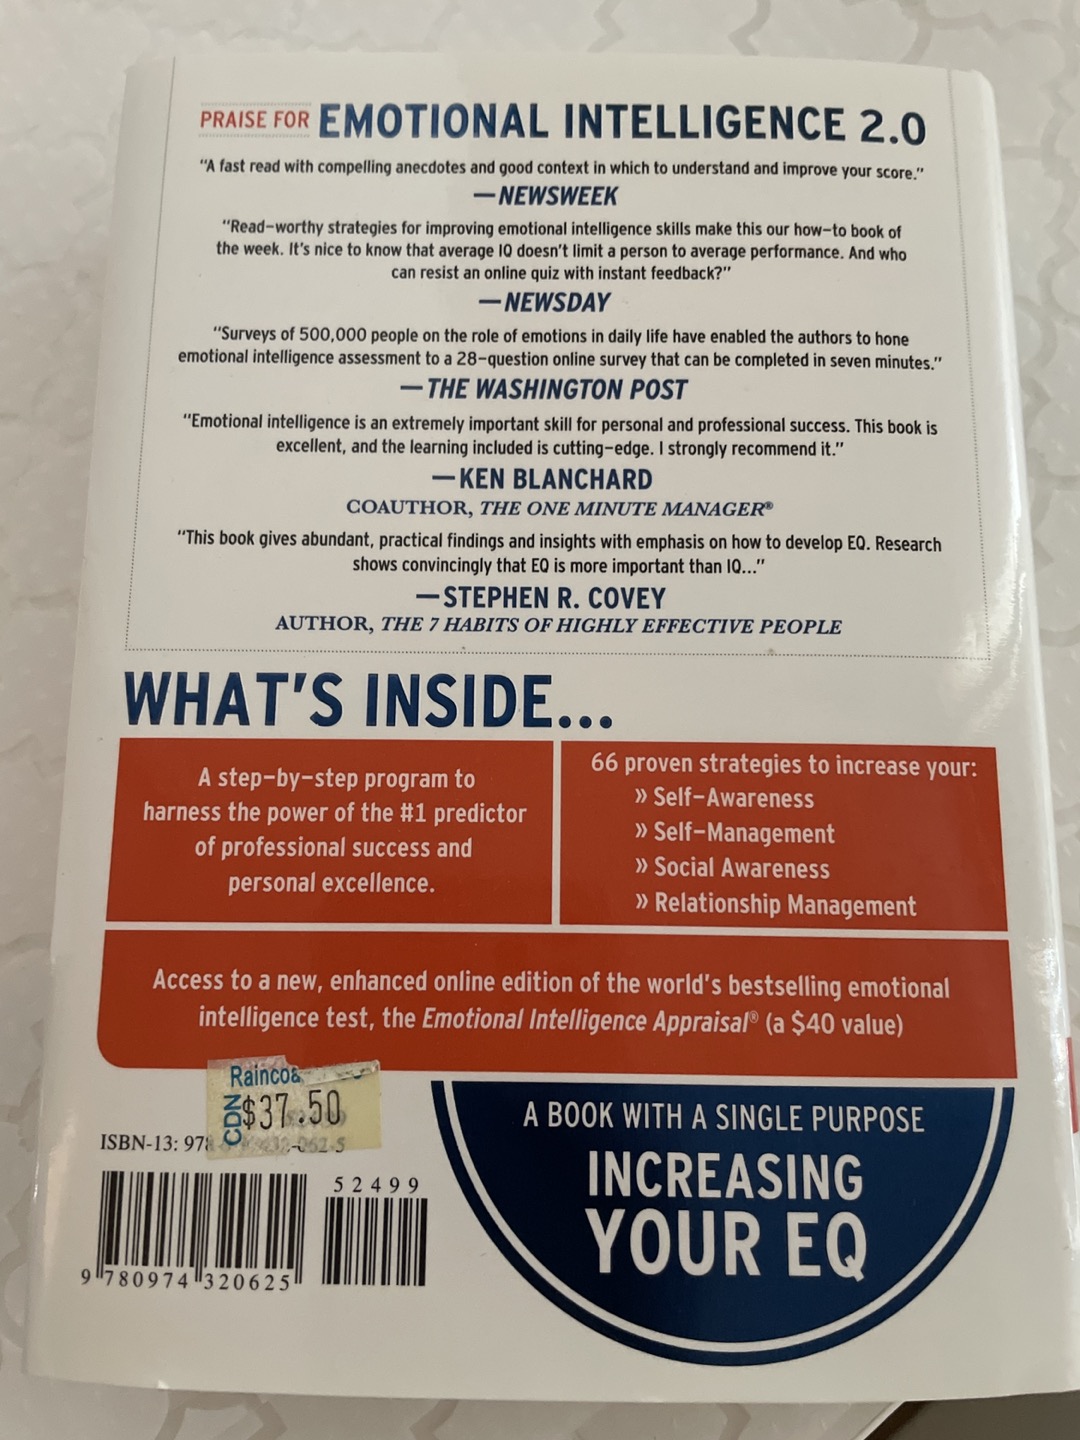 PRAISE FOR EMOTIONAL INTELLIGENCE 2.0
“A fast read with compelling anecdotes and good context in which to understand and improve your score.”
—NEWSWEEK
“Read-worthy strategies for improving emotional intelligence skills make this our how-to book of
the week. It’s nice to know that average IQ doesn’t limit a person to average performance. And who
can resist an online quiz with instant feedback?”
—NEWSDAY
“Surveys of 500,000 people on the role of emotions in daily life have enabled the authors to hone
emotional intelligence assessment to a 28-question online survey that can be completed in seven minutes.”
—THE WASHINGTON POST
“Emotional intelligence is an extremely important skill for personal and professional success. This book is
excellent, and the learning included is cutting-edge. I strongly recommend it.”
—KEN BLANCHARD
COAUTHOR, THE ONE MINUTE MANAGER®
“This book gives abundant, practical findings and insights with emphasis on how to develop EQ. Research
shows convincingly that EQ is more important than IQ...”
—STEPHEN R. COVEY
AUTHOR, THE 7 HABITS OF HIGHLY EFFECTIVE PEOPLE
WHAT’S INSIDE...
A step-by-step program to
harness the power of the #1 predictor
of professional success and
personal excellence.
66 proven strategies to increase your:
» Self-Awareness
» Self-Management
» Social Awareness
» Relationship Management
Access to a new, enhanced online edition of the world’s bestselling emotional
intelligence test, the Emotional Intelligence Appraisal® (a $40 value)
CDN $37.50
ISBN-13: 978
52499
9 780974 320625
A BOOK WITH A SINGLE PURPOSE
INCREASING
YOUR EQ